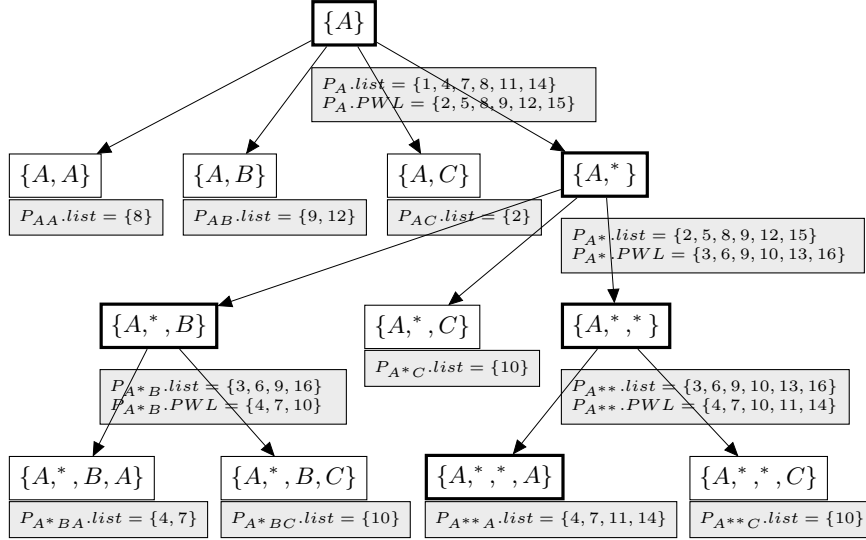 {A}
P_A.list = {1, 4, 7, 8, 11, 14}
P_A.PWL = {2, 5, 8, 9, 12, 15}
{A, A}
{A, B}
{A, C}
{A,* }
P_AA.list = {8}
P_AB.list = {9, 12}
P_AC.list = {2}
P_A*.list = {2, 5, 8, 9, 12, 15}
P_A*.PWL = {3, 6, 9, 10, 13, 16}
{A,* , B}
{A,* , C}
{A,* ,* }
P_A*C.list = {10}
P_A*B.list = {3, 6, 9, 16}
P_A*B.PWL = {4, 7, 10}
P_A**.list = {3, 6, 9, 10, 13, 16}
P_A**.PWL = {4, 7, 10, 11, 14}
{A,* , B, A}
{A,* , B, C}
{A,* ,* , A}
{A,* ,* , C}
P_A*BA.list = {4, 7}
P_A*BC.list = {10}
P_A**A.list = {4, 7, 11, 14}
P_A**C.list = {10}